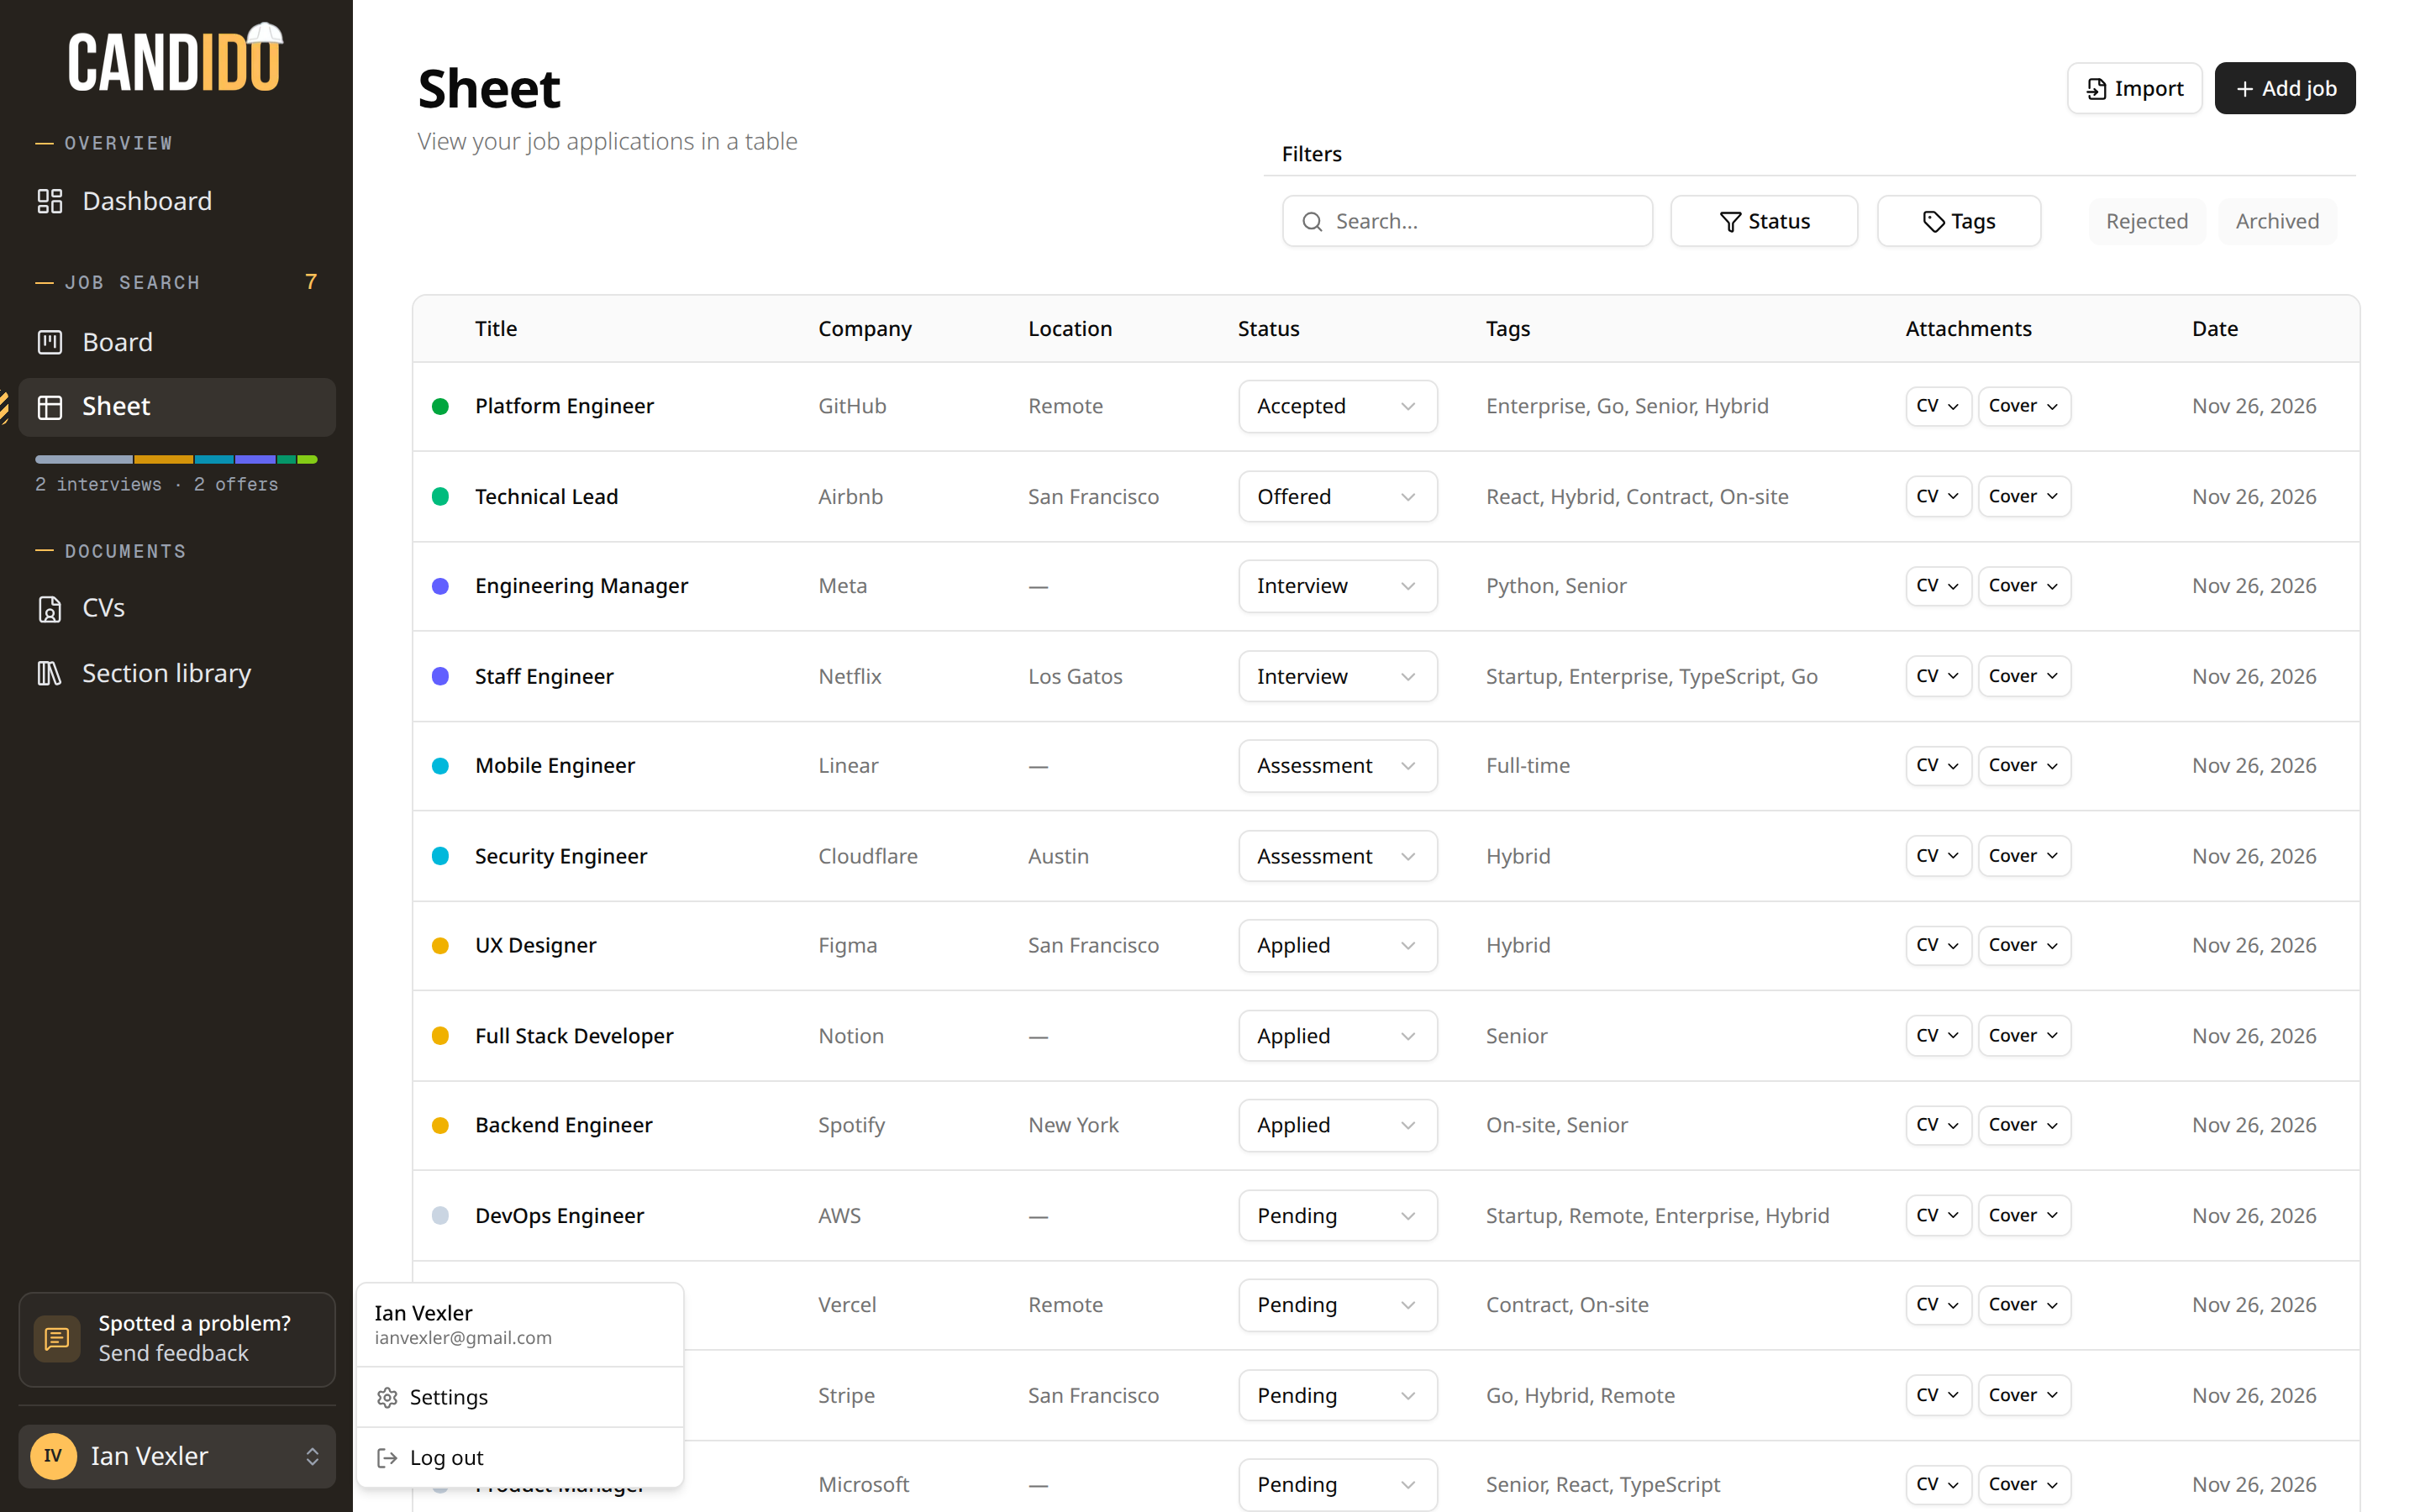 CANDIDO
OVERVIEW
Dashboard
JOB SEARCH 7
Board
Sheet
2 interviews · 2 offers
DOCUMENTS
CVs
Section library
Spotted a problem?
Send feedback
IV Ian Vexler
Ian Vexler
ianvexler@gmail.com
Settings
Log out
Sheet
View your job applications in a table
Import
Add job
Filters
Search...
Status
Tags
Rejected
Archived
Title Company Location Status Tags Attachments Date
Platform Engineer GitHub Remote Accepted Enterprise, Go, Senior, Hybrid CV Cover Nov 26, 2026
Technical Lead Airbnb San Francisco Offered React, Hybrid, Contract, On-site CV Cover Nov 26, 2026
Engineering Manager Meta — Interview Python, Senior CV Cover Nov 26, 2026
Staff Engineer Netflix Los Gatos Interview Startup, Enterprise, TypeScript, Go CV Cover Nov 26, 2026
Mobile Engineer Linear — Assessment Full-time CV Cover Nov 26, 2026
Security Engineer Cloudflare Austin Assessment Hybrid CV Cover Nov 26, 2026
UX Designer Figma San Francisco Applied Hybrid CV Cover Nov 26, 2026
Full Stack Developer Notion — Applied Senior CV Cover Nov 26, 2026
Backend Engineer Spotify New York Applied On-site, Senior CV Cover Nov 26, 2026
DevOps Engineer AWS — Pending Startup, Remote, Enterprise, Hybrid CV Cover Nov 26, 2026
Vercel Remote Pending Contract, On-site CV Cover Nov 26, 2026
Stripe San Francisco Pending Go, Hybrid, Remote CV Cover Nov 26, 2026
Product Manager Microsoft — Pending Senior, React, TypeScript CV Cover Nov 26, 2026